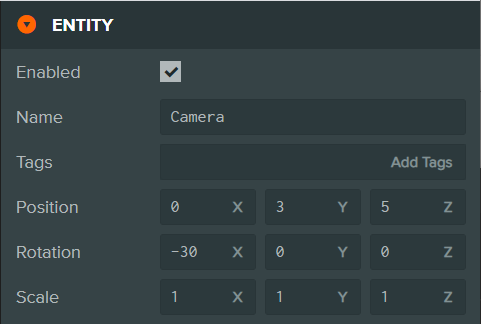 ENTITY
Enabled
Name Camera
Tags Add Tags
Position 0 X 3 Y 5 Z
Rotation -30 X 0 Y 0 Z
Scale 1 X 1 Y 1 Z